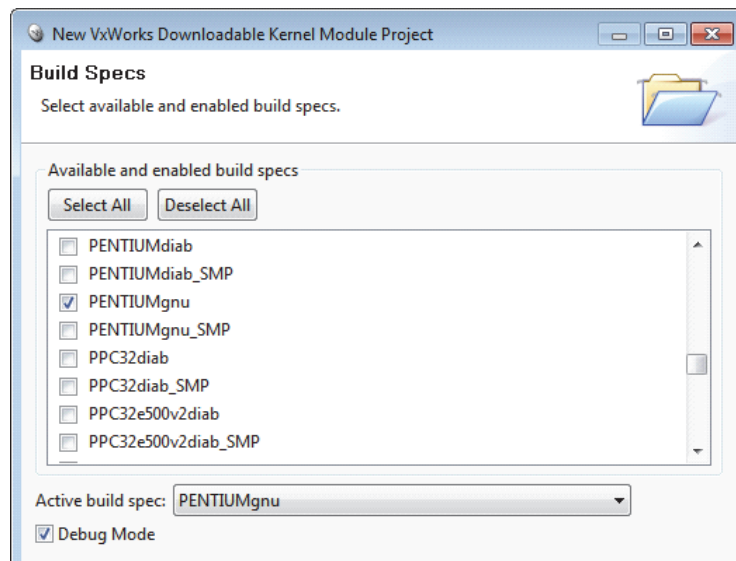 New VxWorks Downloadable Kernel Module Project
Build Specs
Select available and enabled build specs.
Available and enabled build specs
Select All Deselect All
PENTIUMdiab
PENTIUMdiab_SMP
PENTIUMgnu
PENTIUMgnu_SMP
PPC32diab
PPC32diab_SMP
PPC32e500v2diab
PPC32e500v2diab_SMP
Active build spec: PENTIUMgnu
Debug Mode